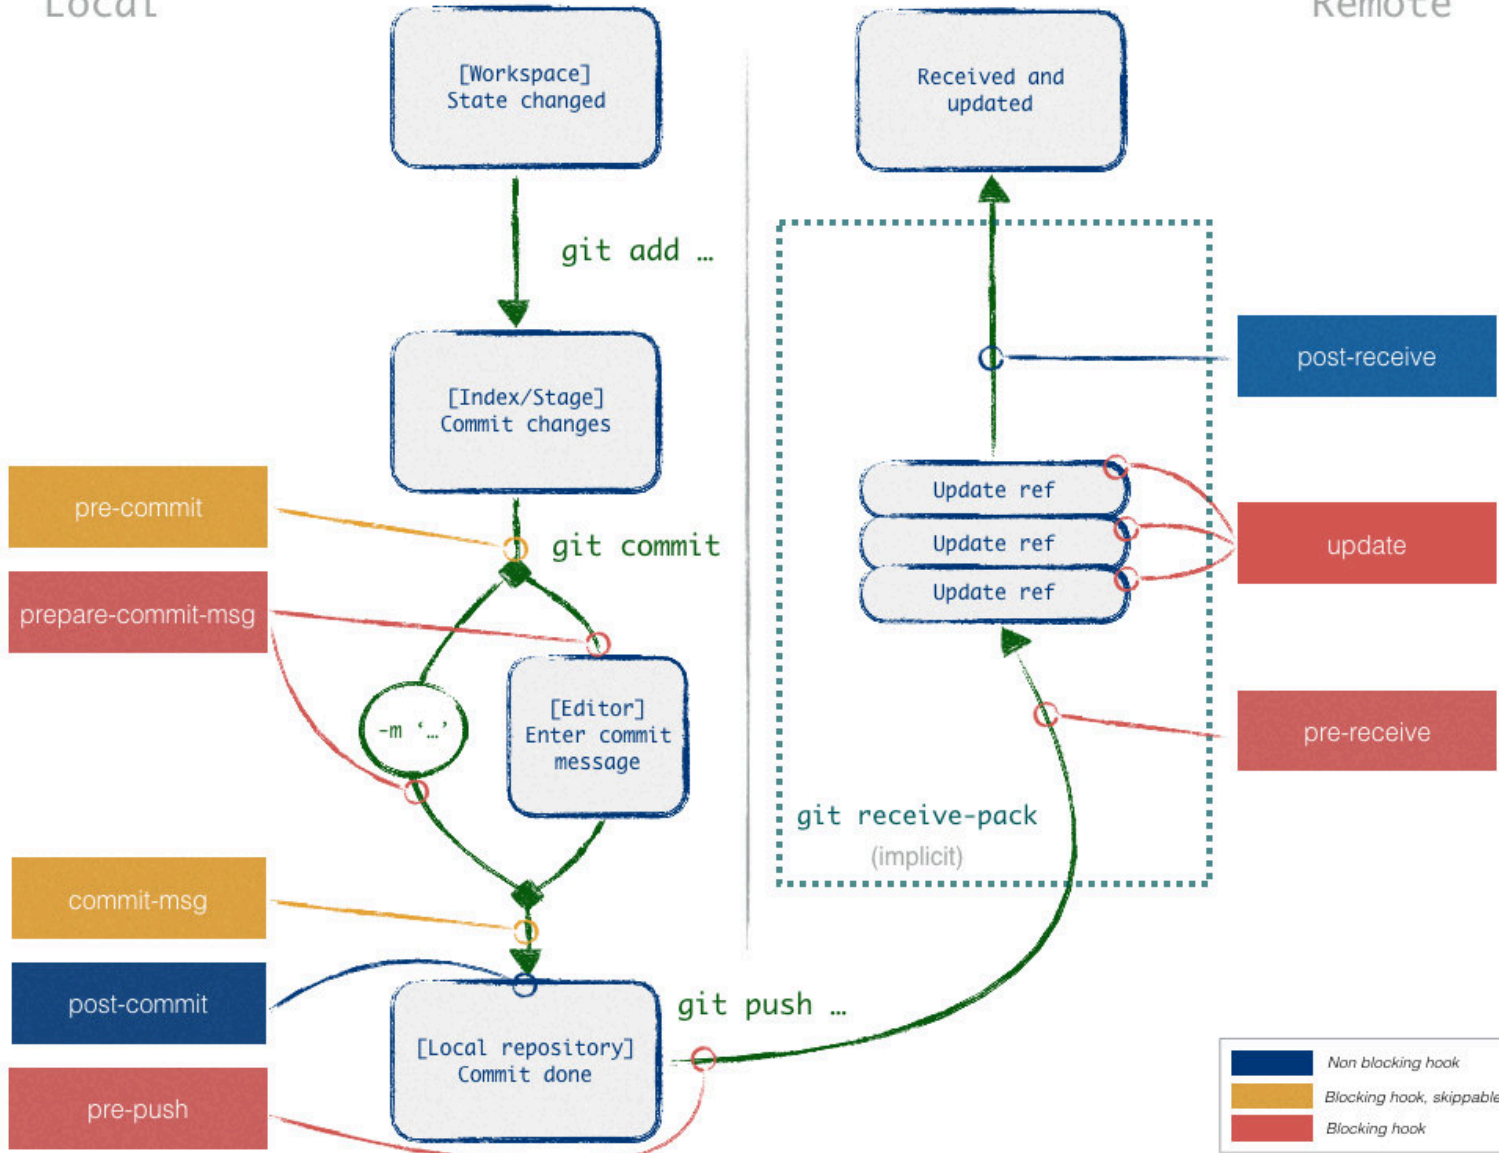 Local
Remote
[Workspace]
State changed
Received and
updated
git add …
post-receive
[Index/Stage]
Commit changes
pre-commit
git commit
Update ref
Update ref
Update ref
update
prepare-commit-msg
-m ‘…’
[Editor]
Enter commit
message
pre-receive
git receive-pack
(implicit)
commit-msg
post-commit
git push …
[Local repository]
Commit done
pre-push
Non blocking hook
Blocking hook, skippable
Blocking hook